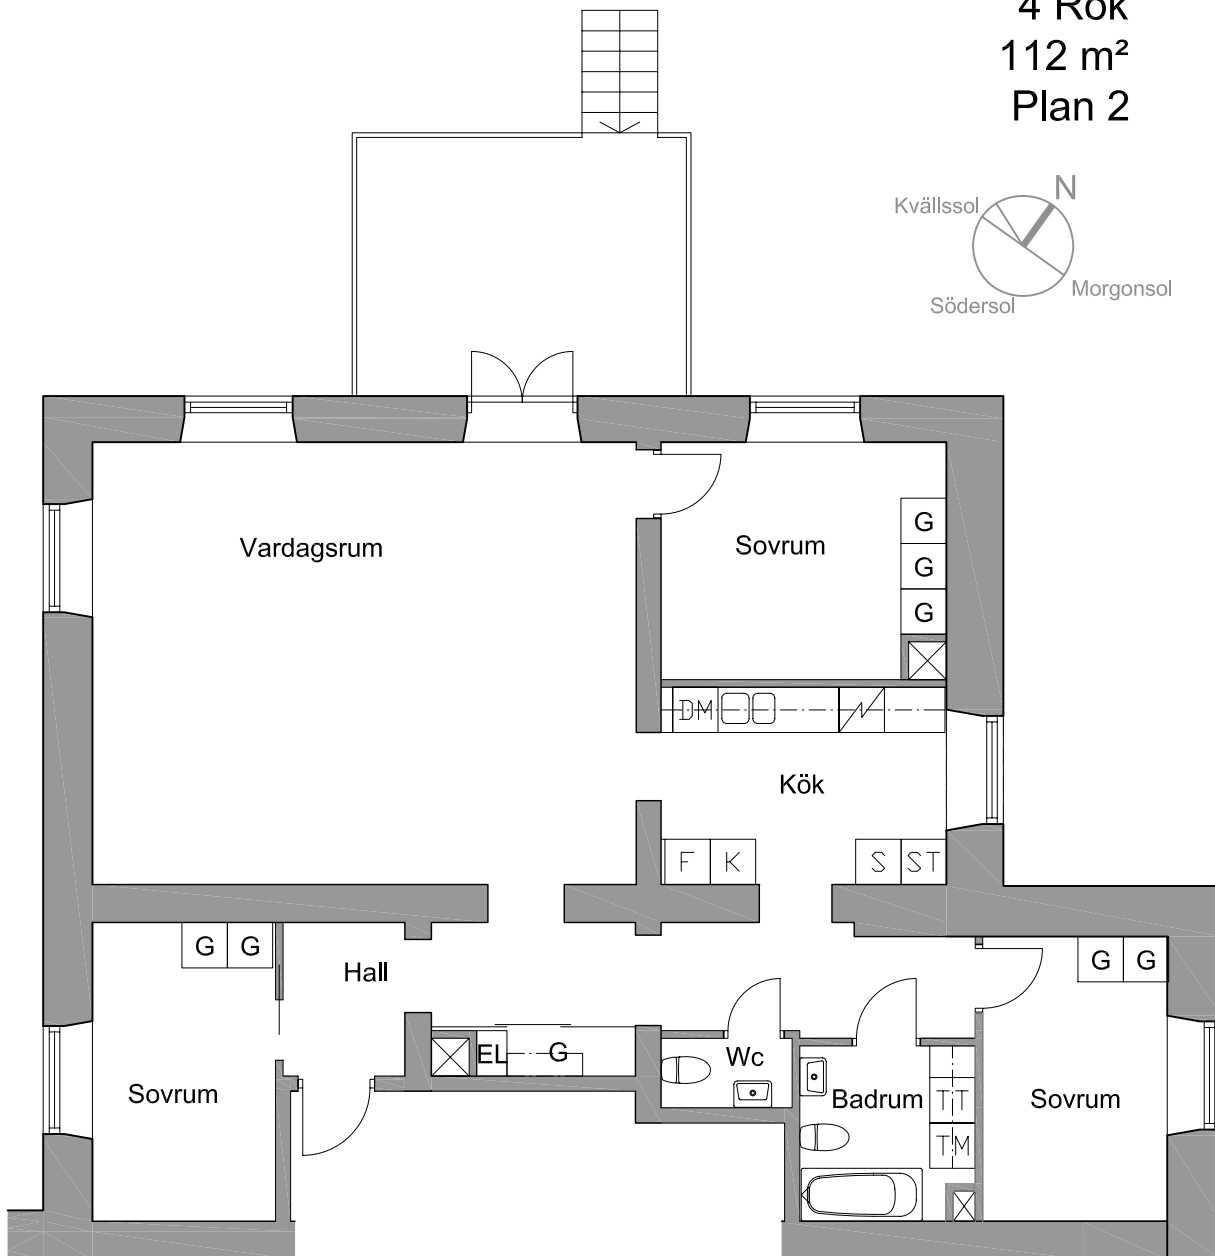 4 Rok
112 m²
Plan 2
N
Kvällssol
Morgonsol
Södersol
G
Vardagsrum
Sovrum
G
G
DM
Kök
F K
S ST
G G
Hall
G G
EL G
Wc
Sovrum
Badrum
TT
Sovrum
TM